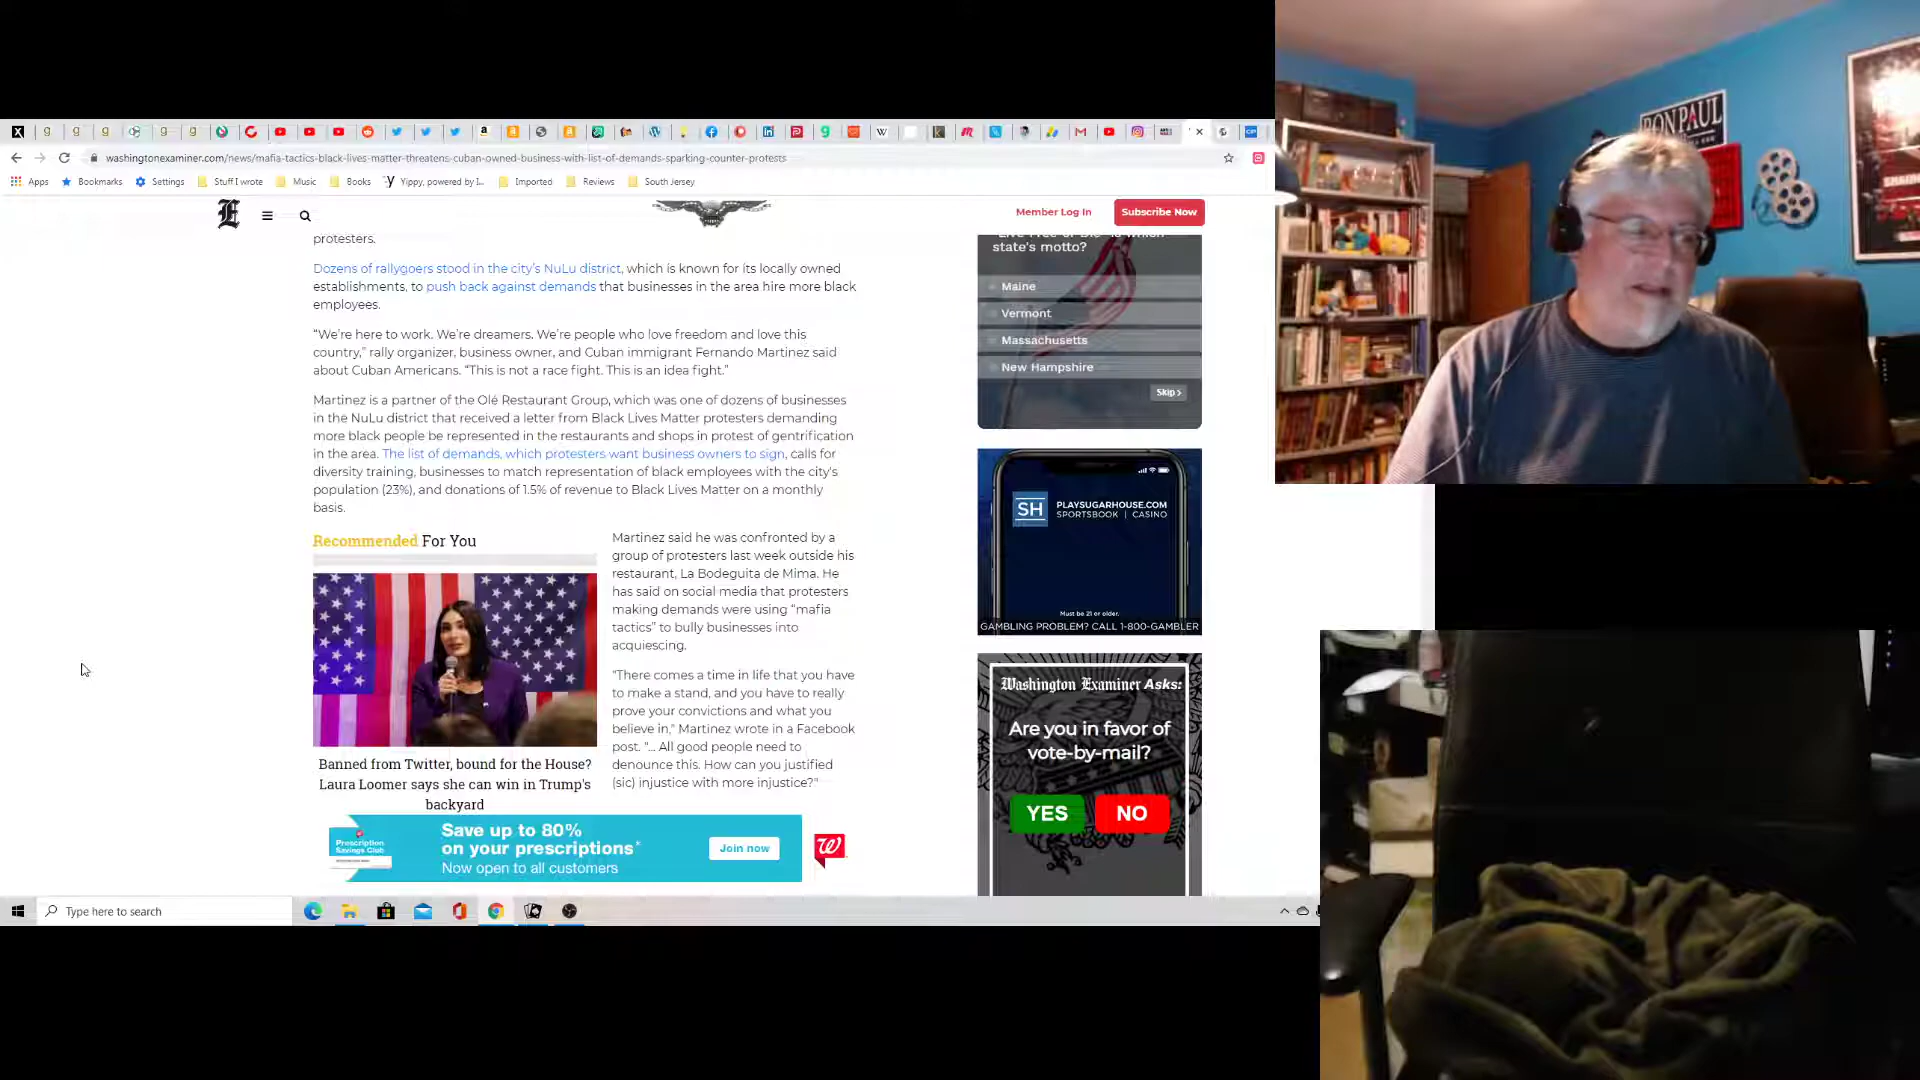 washingtonexaminer.com/news/mafia-tactics-black-lives-matter-threatens-cuban-owned-business-with-list-of-demands-sparking-counter-protests
Apps
Bookmarks
Settings
Stuff I wrote
Music
Books
Yippy, powered by I...
Imported
Reviews
South Jersey
Member Log In
Subscribe Now
protesters.
Dozens of rallygoers stood in the city's NuLu district, which is known for its locally owned
establishments, to push back against demands that businesses in the area hire more black
employees.
“We’re here to work. We’re dreamers. We’re people who love freedom and love this
country,” rally organizer, business owner, and Cuban immigrant Fernando Martinez said
about Cuban Americans. “This is not a race fight. This is an idea fight.”
Martinez is a partner of the Olé Restaurant Group, which was one of dozens of businesses
in the NuLu district that received a letter from Black Lives Matter protesters demanding
more black people be represented in the restaurants and shops in protest of gentrification
in the area. The list of demands, which protesters want business owners to sign, calls for
diversity training, businesses to match representation of black employees with the city's
population (23%), and donations of 1.5% of revenue to Black Lives Matter on a monthly
basis.
Recommended For You
Banned from Twitter, bound for the House?
Laura Loomer says she can win in Trump's
backyard
Martinez said he was confronted by a
group of protesters last week outside his
restaurant, La Bodeguita de Mima. He
has said on social media that protesters
making demands were using “mafia
tactics” to bully businesses into
acquiescing.
"There comes a time in life that you have
to make a stand, and you have to really
prove your convictions and what you
believe in," Martinez wrote in a Facebook
post. "... All good people need to
denounce this. How can you justified
(sic) injustice with more injustice?"
state's motto?
Maine
Vermont
Massachusetts
New Hampshire
Skip
SH
PLAYSUGARHOUSE.COM
SPORTSBOOK | CASINO
Must be 21 or older.
GAMBLING PROBLEM? CALL 1-800-GAMBLER
Washington Examiner Asks:
Are you in favor of
vote-by-mail?
YES
NO
Prescription
Savings Club
Save up to 80%
on your prescriptions*
Now open to all customers
Join now
Type here to search
RON PAUL